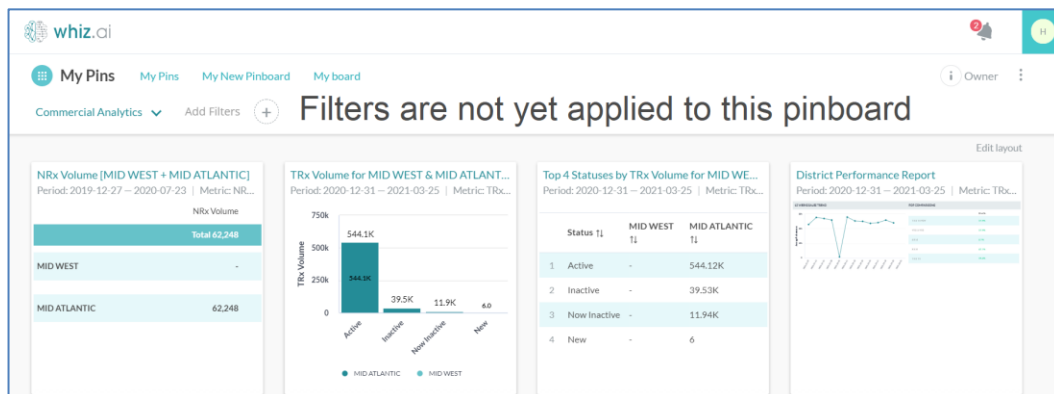 whiz.ai
2
H
My Pins
My Pins
My New Pinboard
My board
i
Owner
Commercial Analytics
Add Filters
+
Filters are not yet applied to this pinboard
Edit layout
NRx Volume [MID WEST + MID ATLANTIC]
Period: 2019-12-27 — 2020-07-23 | Metric: NR...
NRx Volume
Total 62,248
MID WEST -
MID ATLANTIC 62,248
TRx Volume for MID WEST & MID ATLANT...
Period: 2020-12-31 — 2021-03-25 | Metric: TRx...
TRx Volume
750k
500k
250k
0
544.1K
544.1K
39.5K
11.9K
6.0
Active
Inactive
Now Inactive
New
MID ATLANTIC
MID WEST
Top 4 Statuses by TRx Volume for MID WE...
Period: 2020-12-31 — 2021-03-25 | Metric: TRx...
Status ↑↓ MID WEST ↑↓ MID ATLANTIC ↑↓
1 Active - 544.12K
2 Inactive - 39.53K
3 Now Inactive - 11.94K
4 New - 6
District Performance Report
Period: 2020-12-31 — 2021-03-25 | Metric: TRx...